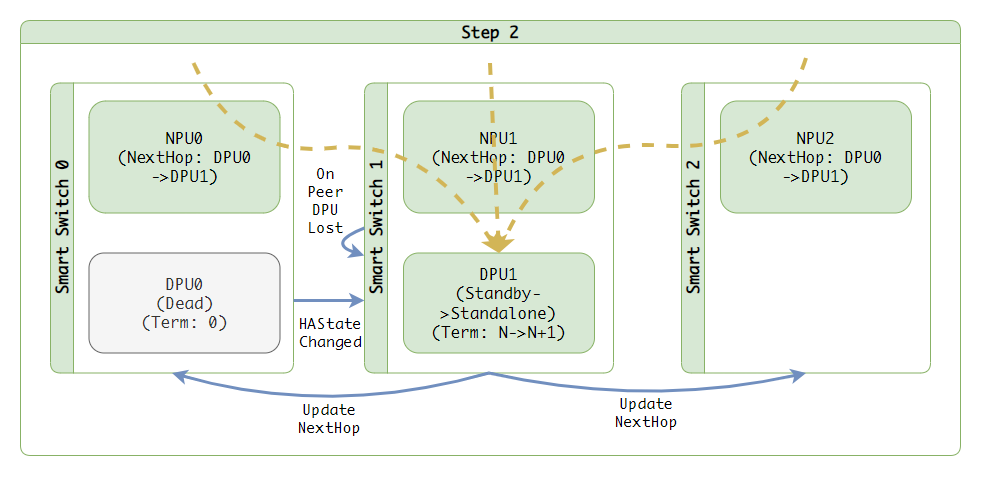 Step 2
Smart Switch 0
NPU0
(NextHop: DPU0
->DPU1)
DPU0
(Dead)
(Term: 0)
On
Peer
DPU
Lost
HAState
Changed
Smart Switch 1
NPU1
(NextHop: DPU0
->DPU1)
DPU1
(Standby-
>Standalone)
(Term: N->N+1)
Smart Switch 2
NPU2
(NextHop: DPU0
->DPU1)
Update
NextHop
Update
NextHop